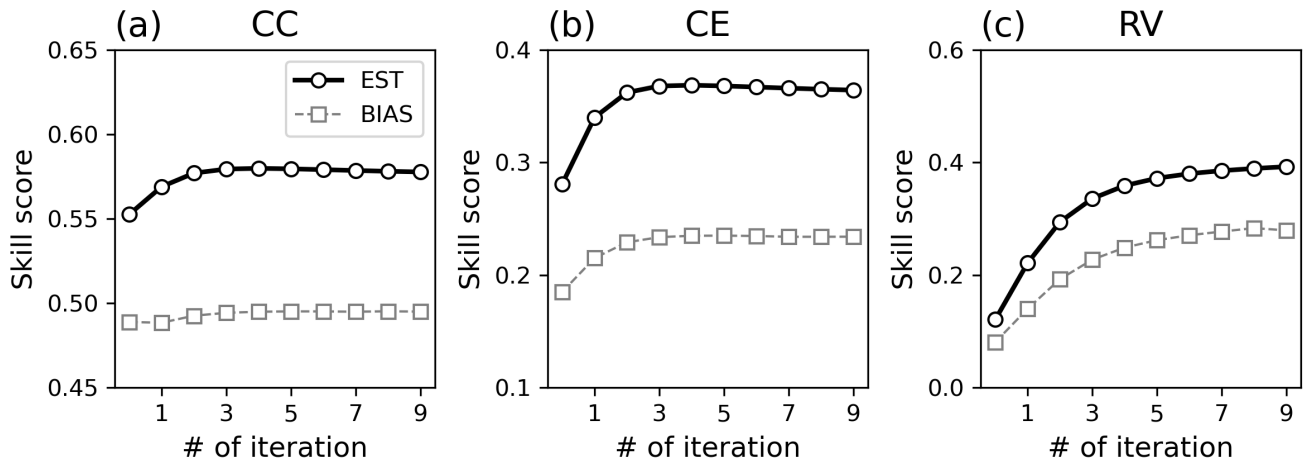 (a) CC
0.65
0.60
0.55
0.50
0.45
Skill score
EST
BIAS
1 3 5 7 9
# of iteration
(b) CE
0.4
0.3
0.2
0.1
Skill score
1 3 5 7 9
# of iteration
(c) RV
0.6
0.4
0.2
0.0
Skill score
1 3 5 7 9
# of iteration